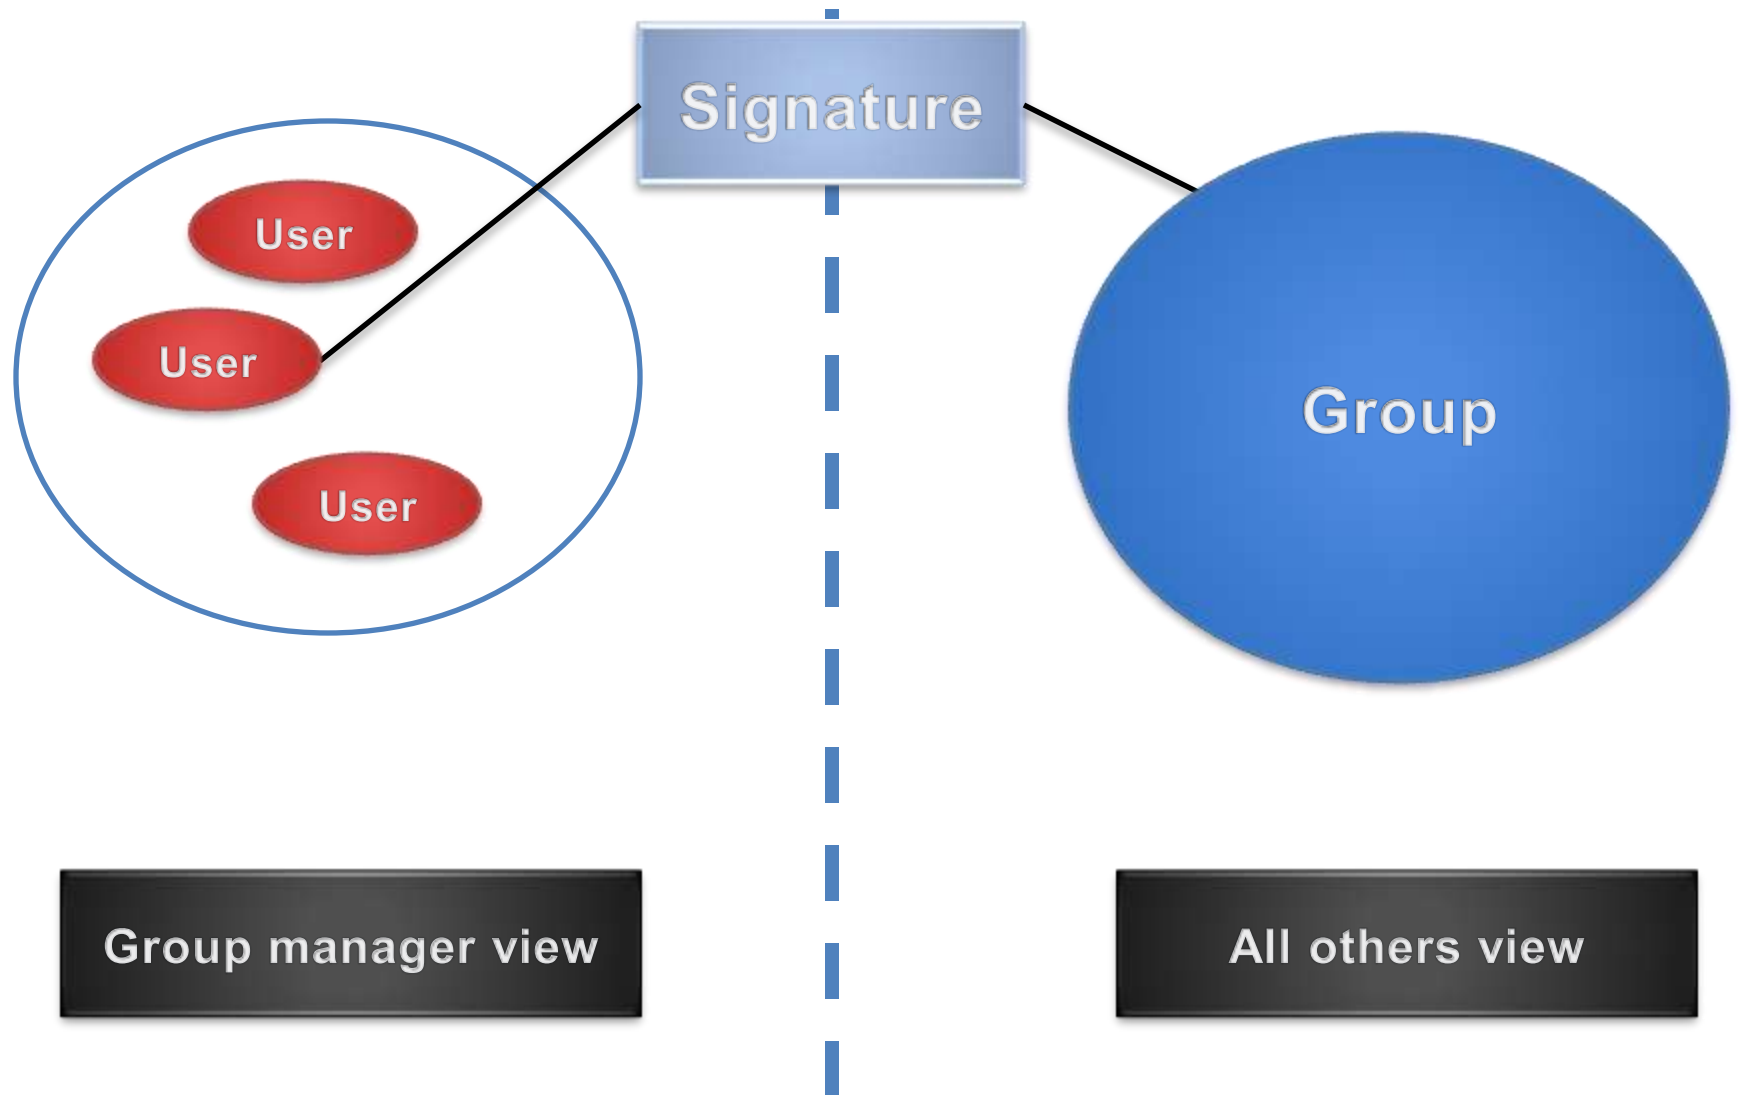 Signature
User
User
User
Group
Group manager view
All others view